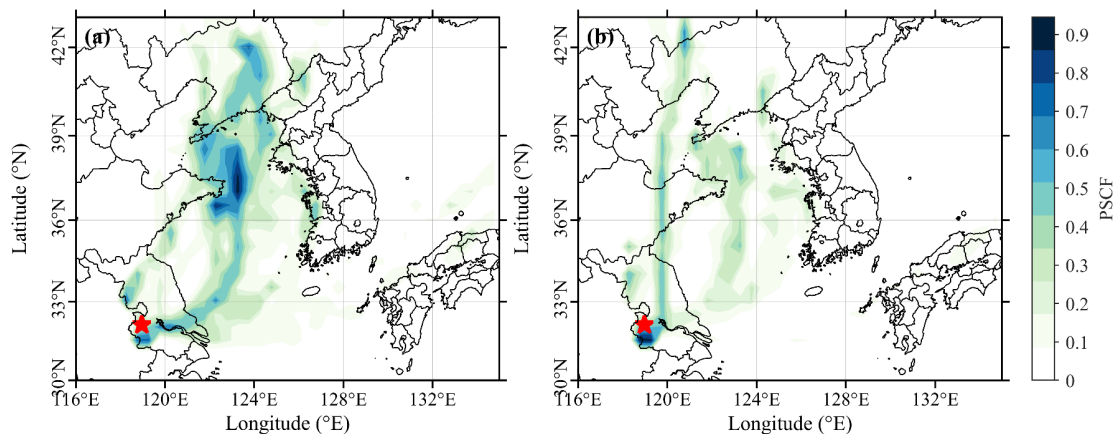 (a)
(b)
42°N
39°N
36°N
33°N
30°N
42°N
39°N
36°N
33°N
30°N
Latitude (°N)
Latitude (°N)
116°E 120°E 124°E 128°E 132°E
116°E 120°E 124°E 128°E 132°E
Longitude (°E)
Longitude (°E)
0.9
0.8
0.7
0.6
0.5
0.4
0.3
0.2
0.1
0
PSCF